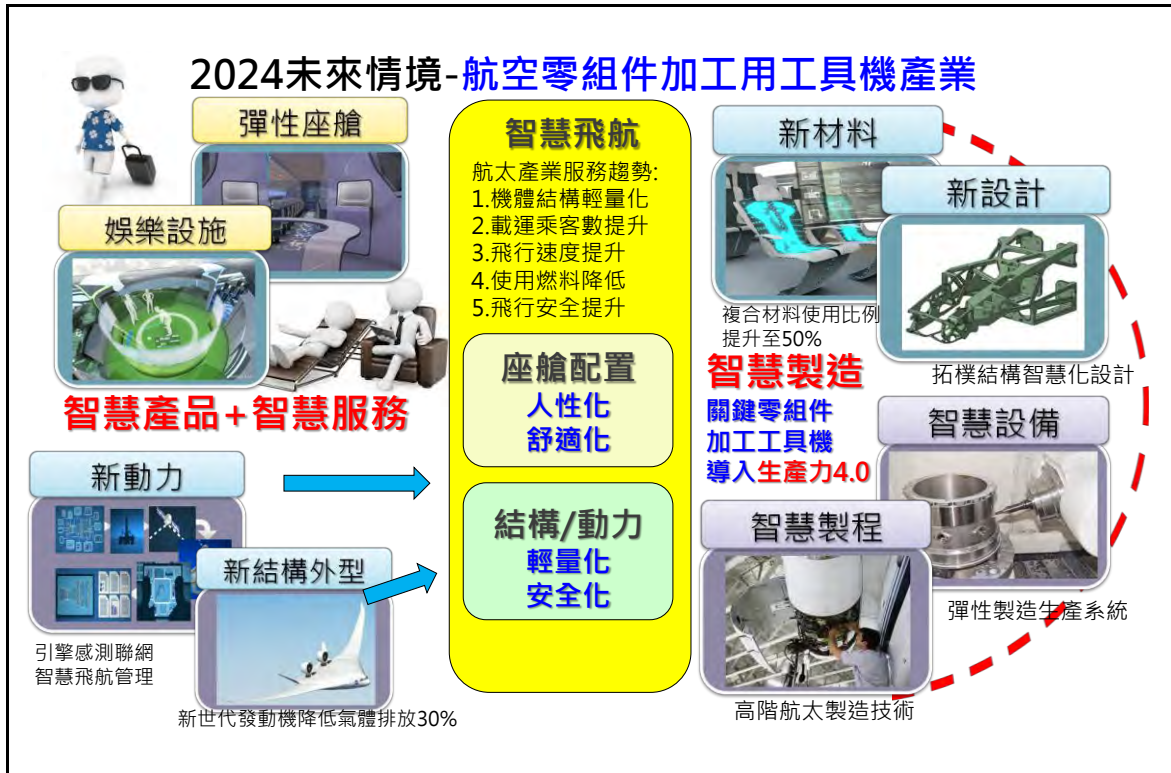 2024未來情境-航空零組件加工用工具機產業
彈性座艙
娛樂設施
智慧產品+智慧服務
新動力
引擎感測聯網
智慧飛航管理
新結構外型
新世代發動機降低氣體排放30%
智慧飛航
航太產業服務趨勢:
1.機體結構輕量化
2.載運乘客數提升
3.飛行速度提升
4.使用燃料降低
5.飛行安全提升
座艙配置
人性化
舒適化
結構/動力
輕量化
安全化
新材料
複合材料使用比例
提升至50%
新設計
拓樸結構智慧化設計
智慧製造
關鍵零組件
加工工具機
導入生產力4.0
智慧設備
彈性製造生產系統
智慧製程
高階航太製造技術